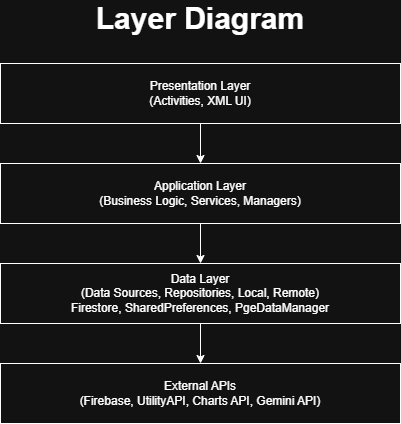 Layer Diagram
Presentation Layer
(Activities, XML UI)
Application Layer
(Business Logic, Services, Managers)
Data Layer
(Data Sources, Repositories, Local, Remote)
Firestore, SharedPreferences, PgeDataManager
External APIs
(Firebase, UtilityAPI, Charts API, Gemini API)